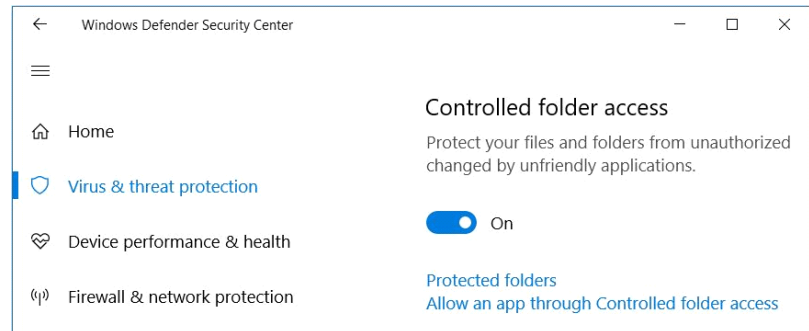 Windows Defender Security Center
Home
Virus & threat protection
Device performance & health
Firewall & network protection
Controlled folder access
Protect your files and folders from unauthorized
changed by unfriendly applications.
On
Protected folders
Allow an app through Controlled folder access